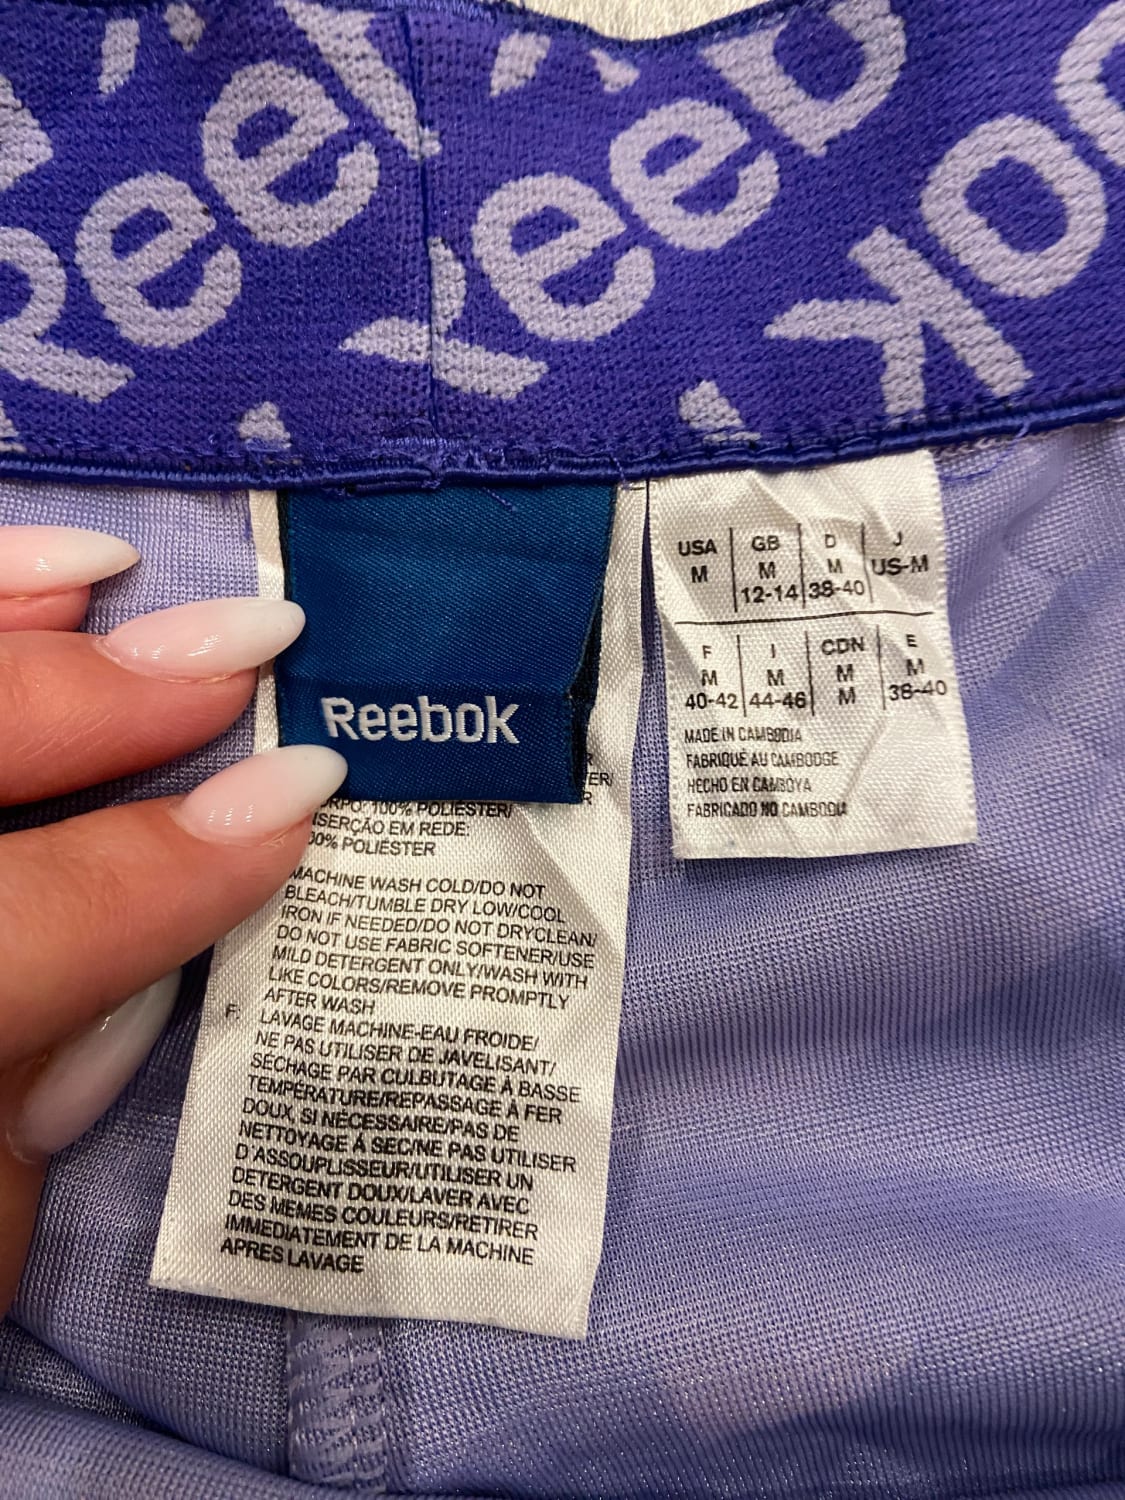 Reebok
Reebok
ok
Reebok
ORPO: 100% POLIÉSTER/
INSERÇÃO EM REDE:
100% POLIÉSTER
MACHINE WASH COLD/DO NOT
BLEACH/TUMBLE DRY LOW/COOL
IRON IF NEEDED/DO NOT DRYCLEAN/
DO NOT USE FABRIC SOFTENER/USE
MILD DETERGENT ONLY/WASH WITH
LIKE COLORS/REMOVE PROMPTLY
AFTER WASH
F: LAVAGE MACHINE-EAU FROIDE/
NE PAS UTILISER DE JAVELISANT/
SÉCHAGE PAR CULBUTAGE À BASSE
TEMPÉRATURE/REPASSAGE À FER
DOUX, SI NÉCESSAIRE/PAS DE
NETTOYAGE À SEC/NE PAS UTILISER
D'ASSOUPLISSEUR/UTILISER UN
DETERGENT DOUX/LAVER AVEC
DES MEMES COULEURS/RETIRER
IMMEDIATEMENT DE LA MACHINE
APRES LAVAGE
USA GB D J
M M M US-M
12-14 38-40
F I CDN E
M M M M
40-42 44-46 M 38-40
MADE IN CAMBODIA
FABRIQUÉ AU CAMBODGE
HECHO EN CAMBOYA
FABRICADO NO CAMBODIA